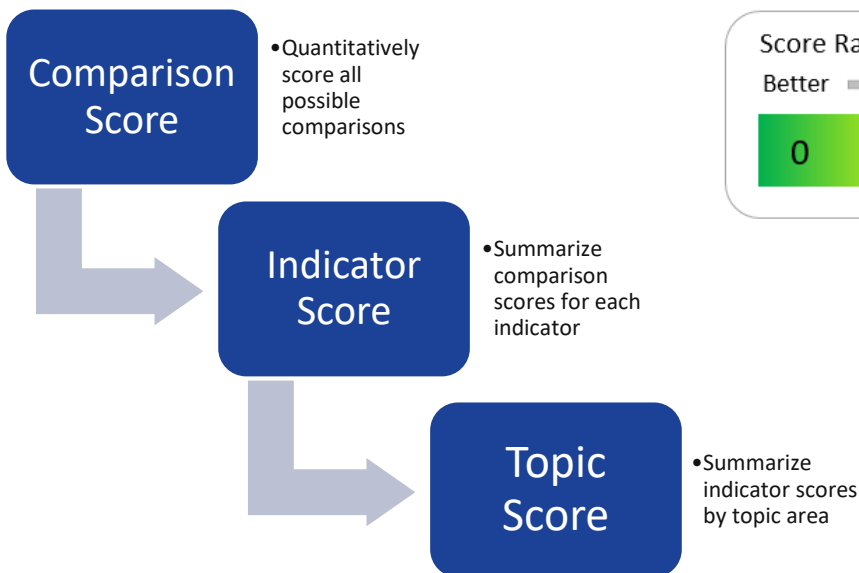 Comparison
Score
•Quantitatively
score all
possible
comparisons
Score
Better
0
Indicator
Score
•Summarize
comparison
scores for each
indicator
Topic
Score
•Summarize
indicator scores
by topic area